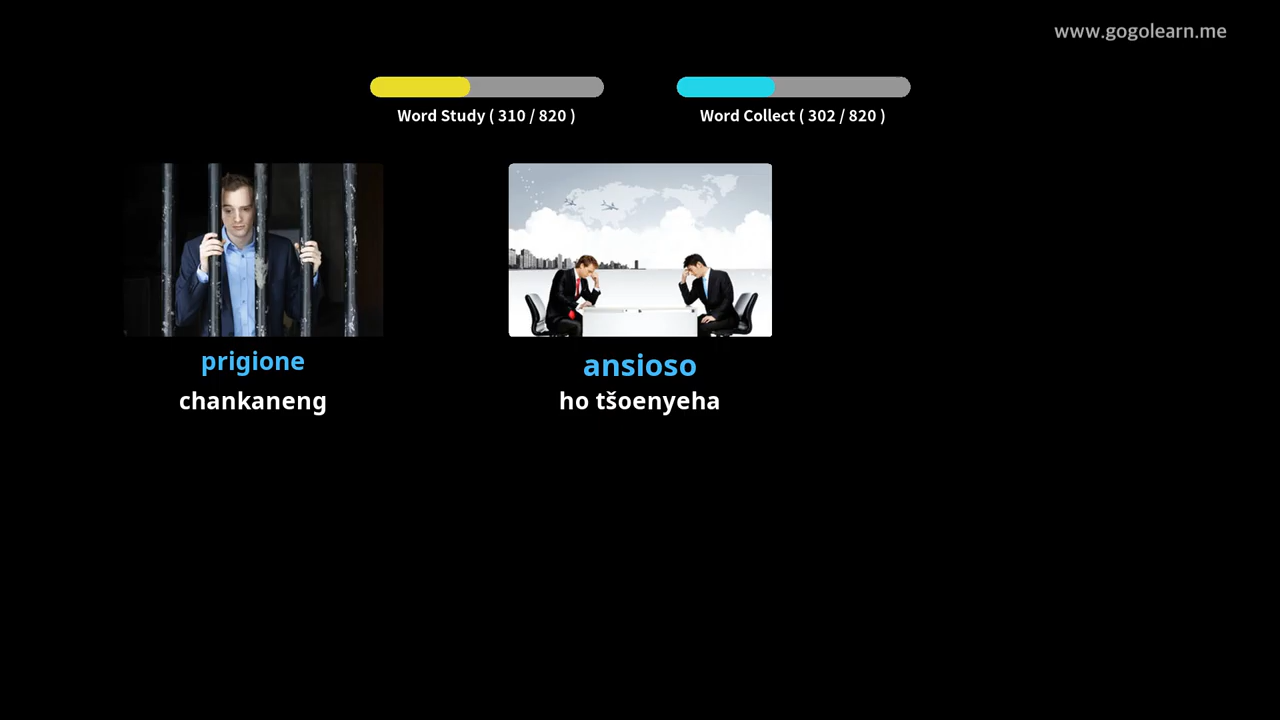 www.gogolearn.me
Word Study ( 310 / 820 )
Word Collect ( 302 / 820 )
prigione
ansioso
chankaneng
ho tšoenyeha